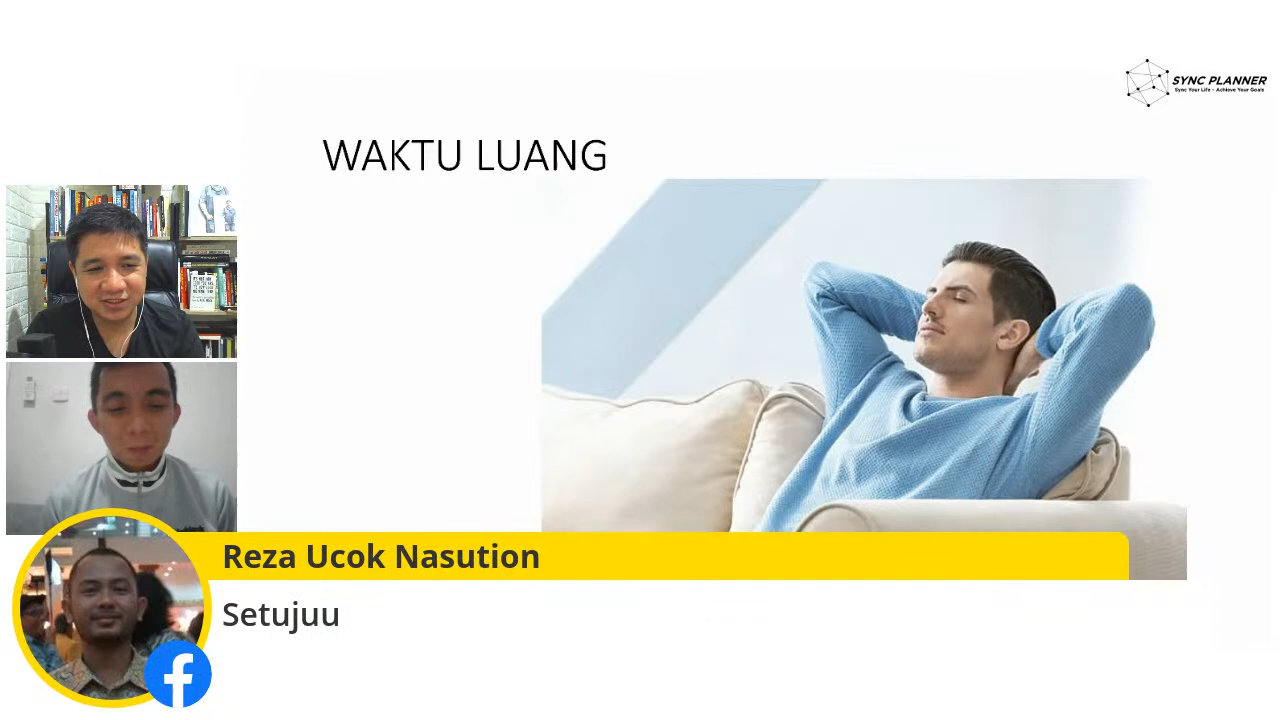 SYNC PLANNER
Sync Your Life - Achieve Your Goals
WAKTU LUANG
Reza Ucok Nasution
Setujuu